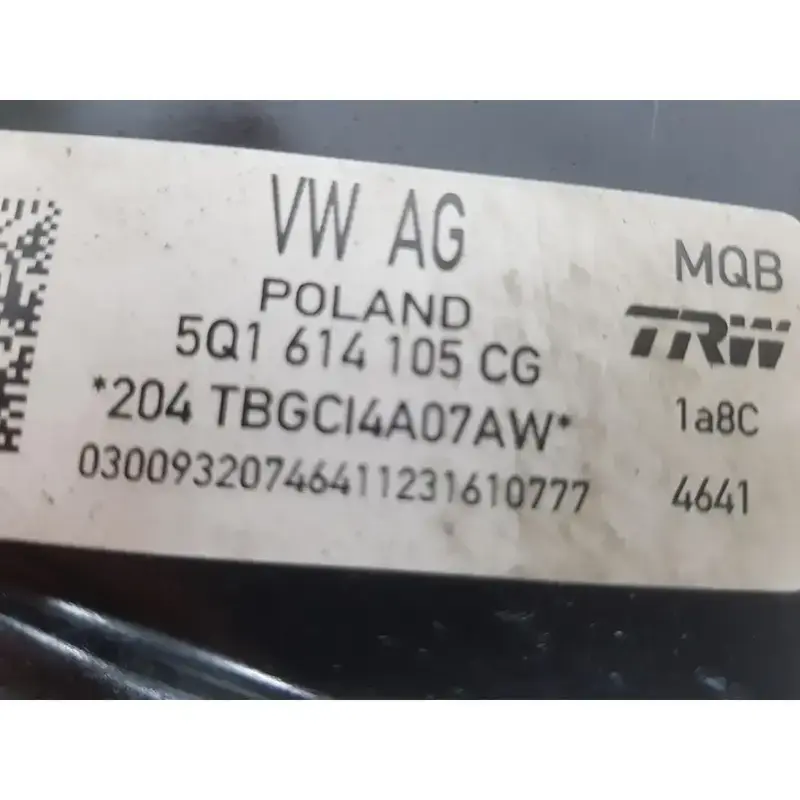 VW AG
POLAND
5Q1 614 105 CG
*204 TBGCI4A07AW*
03009320746411231610777
MQB
TRW
1a8C
4641